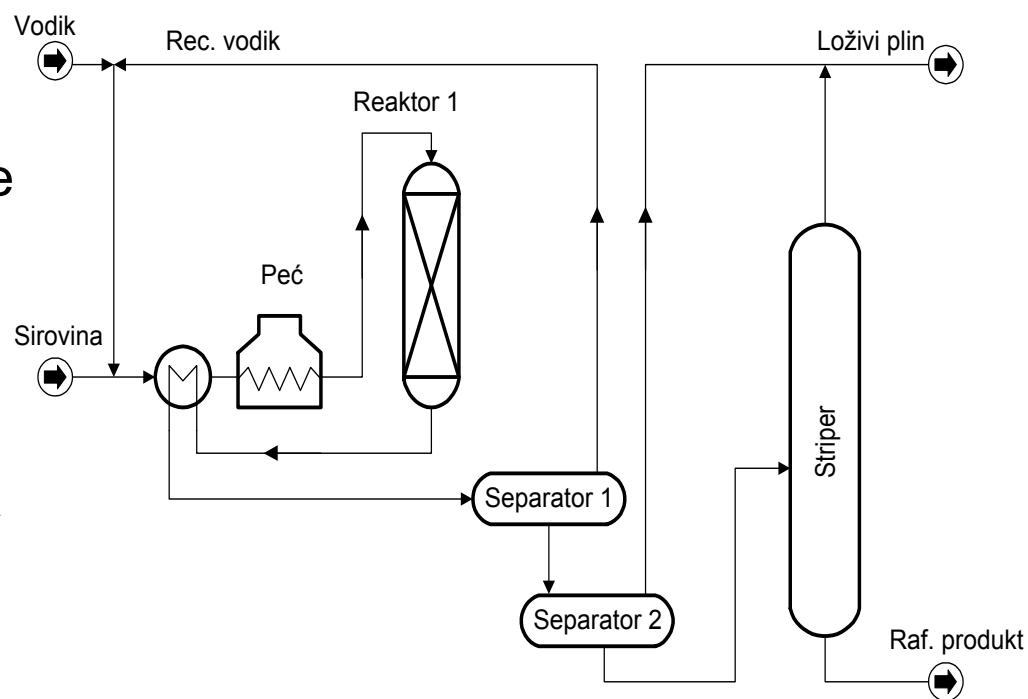 Vodik
Rec. vodik
Loživi plin
Reaktor 1
e
Peć
Sirovina
Separator 1
Striper
Separator 2
Raf. produkt